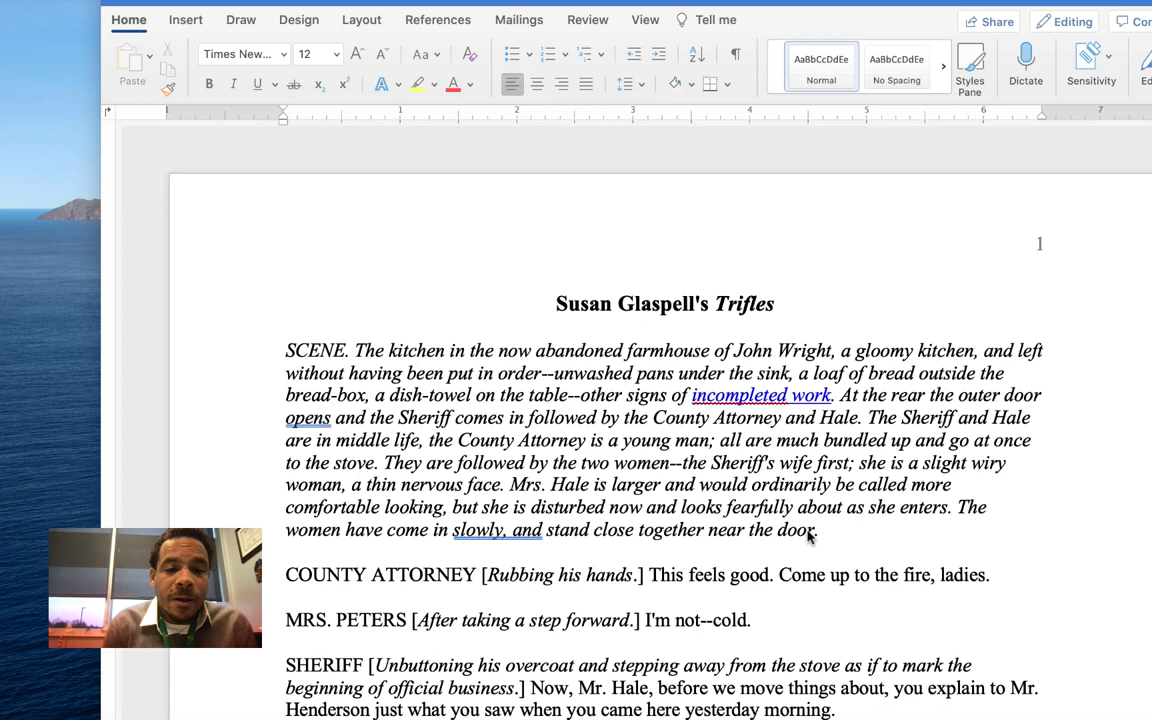 Home Insert Draw Design Layout References Mailings Review View Tell me
Share Editing
Paste Times New... 12 Aa AaBbCcDdEe AaBbCcDdEe Styles Pane Dictate Sensitivity
Normal No Spacing
1 1 2 3 4 5 6 7
1
Susan Glaspell's Trifles
SCENE. The kitchen in the now abandoned farmhouse of John Wright, a gloomy kitchen, and left
without having been put in order--unwashed pans under the sink, a loaf of bread outside the
bread-box, a dish-towel on the table--other signs of incompleted work. At the rear the outer door
opens and the Sheriff comes in followed by the County Attorney and Hale. The Sheriff and Hale
are in middle life, the County Attorney is a young man; all are much bundled up and go at once
to the stove. They are followed by the two women--the Sheriff's wife first; she is a slight wiry
woman, a thin nervous face. Mrs. Hale is larger and would ordinarily be called more
comfortable looking, but she is disturbed now and looks fearfully about as she enters. The
women have come in slowly, and stand close together near the door.
COUNTY ATTORNEY [Rubbing his hands.] This feels good. Come up to the fire, ladies.
MRS. PETERS [After taking a step forward.] I'm not--cold.
SHERIFF [Unbuttoning his overcoat and stepping away from the stove as if to mark the
beginning of official business.] Now, Mr. Hale, before we move things about, you explain to Mr.
Henderson just what you saw when you came here yesterday morning.